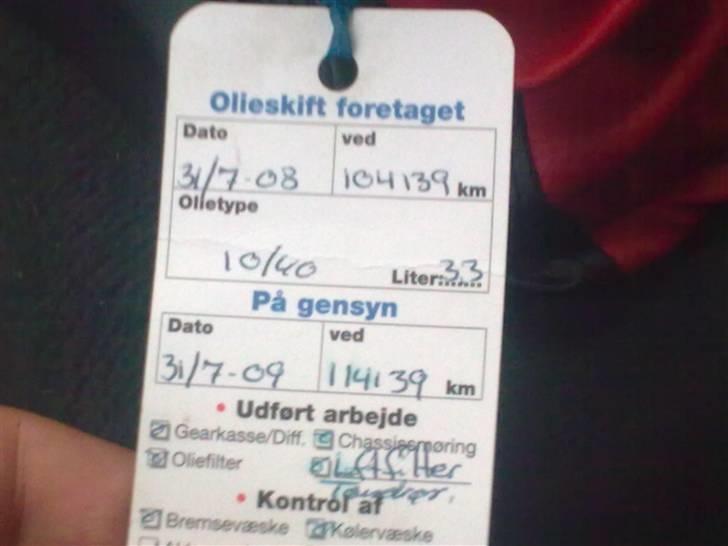 Olieskift foretaget
Dato ved
31/7-08 104139 km
Olietype
10/40 Liter: 3,3
På gensyn
Dato ved
31/7-09 114139 km
• Udført arbejde
Gearkasse/Diff. Chassissmøring
Oliefilter Luftfilter
Tændrør.
• Kontrol af
Bremsevæske Kølervæske